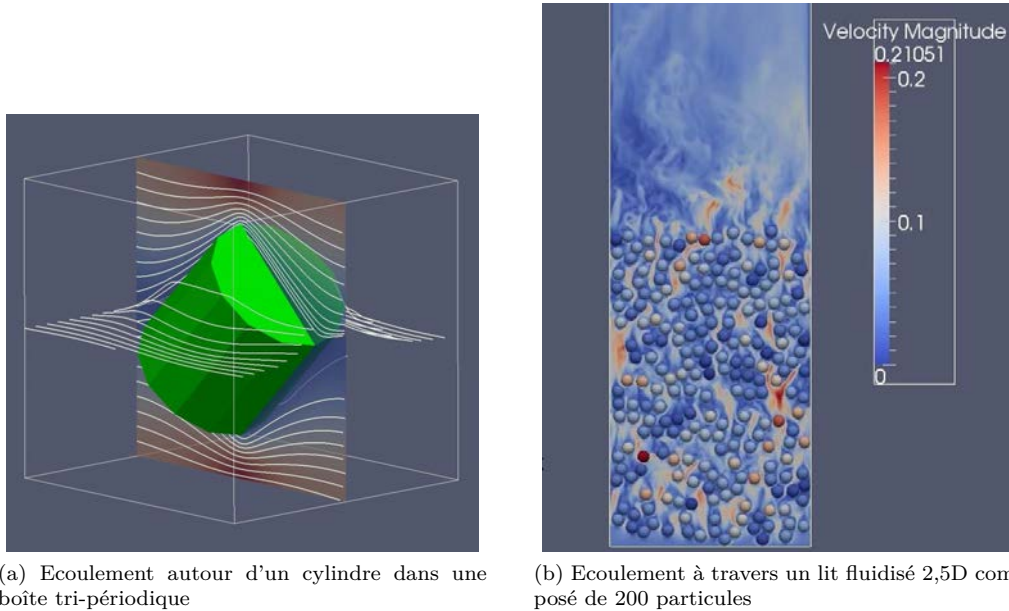 Velocity Magnitude
0.21051
0.2
0.1
0
(a) Ecoulement autour d'un cylindre dans une
boîte tri-périodique
(b) Ecoulement à travers un lit fluidisé 2,5D com
posé de 200 particules